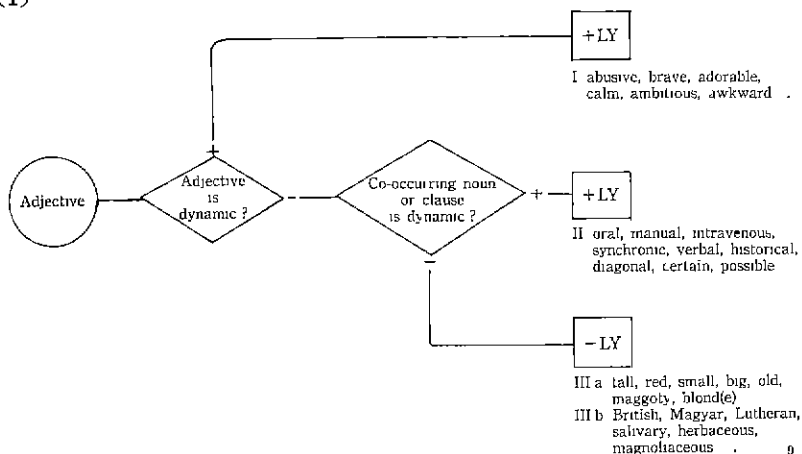 (1)
+LY
I abusive, brave, adorable,
calm, ambitious, awkward .
+
Adjective
Adjective
is
dynamic ?
-
Co-occurring noun
or clause
is dynamic ?
+
+LY
II oral, manual, intravenous,
synchronic, verbal, historical,
diagonal, certain, possible
-
-LY
III a tall, red, small, big, old,
maggoty, blond(e)
III b British, Magyar, Lutheran,
salivary, herbaceous,
magnoliaceous .
9